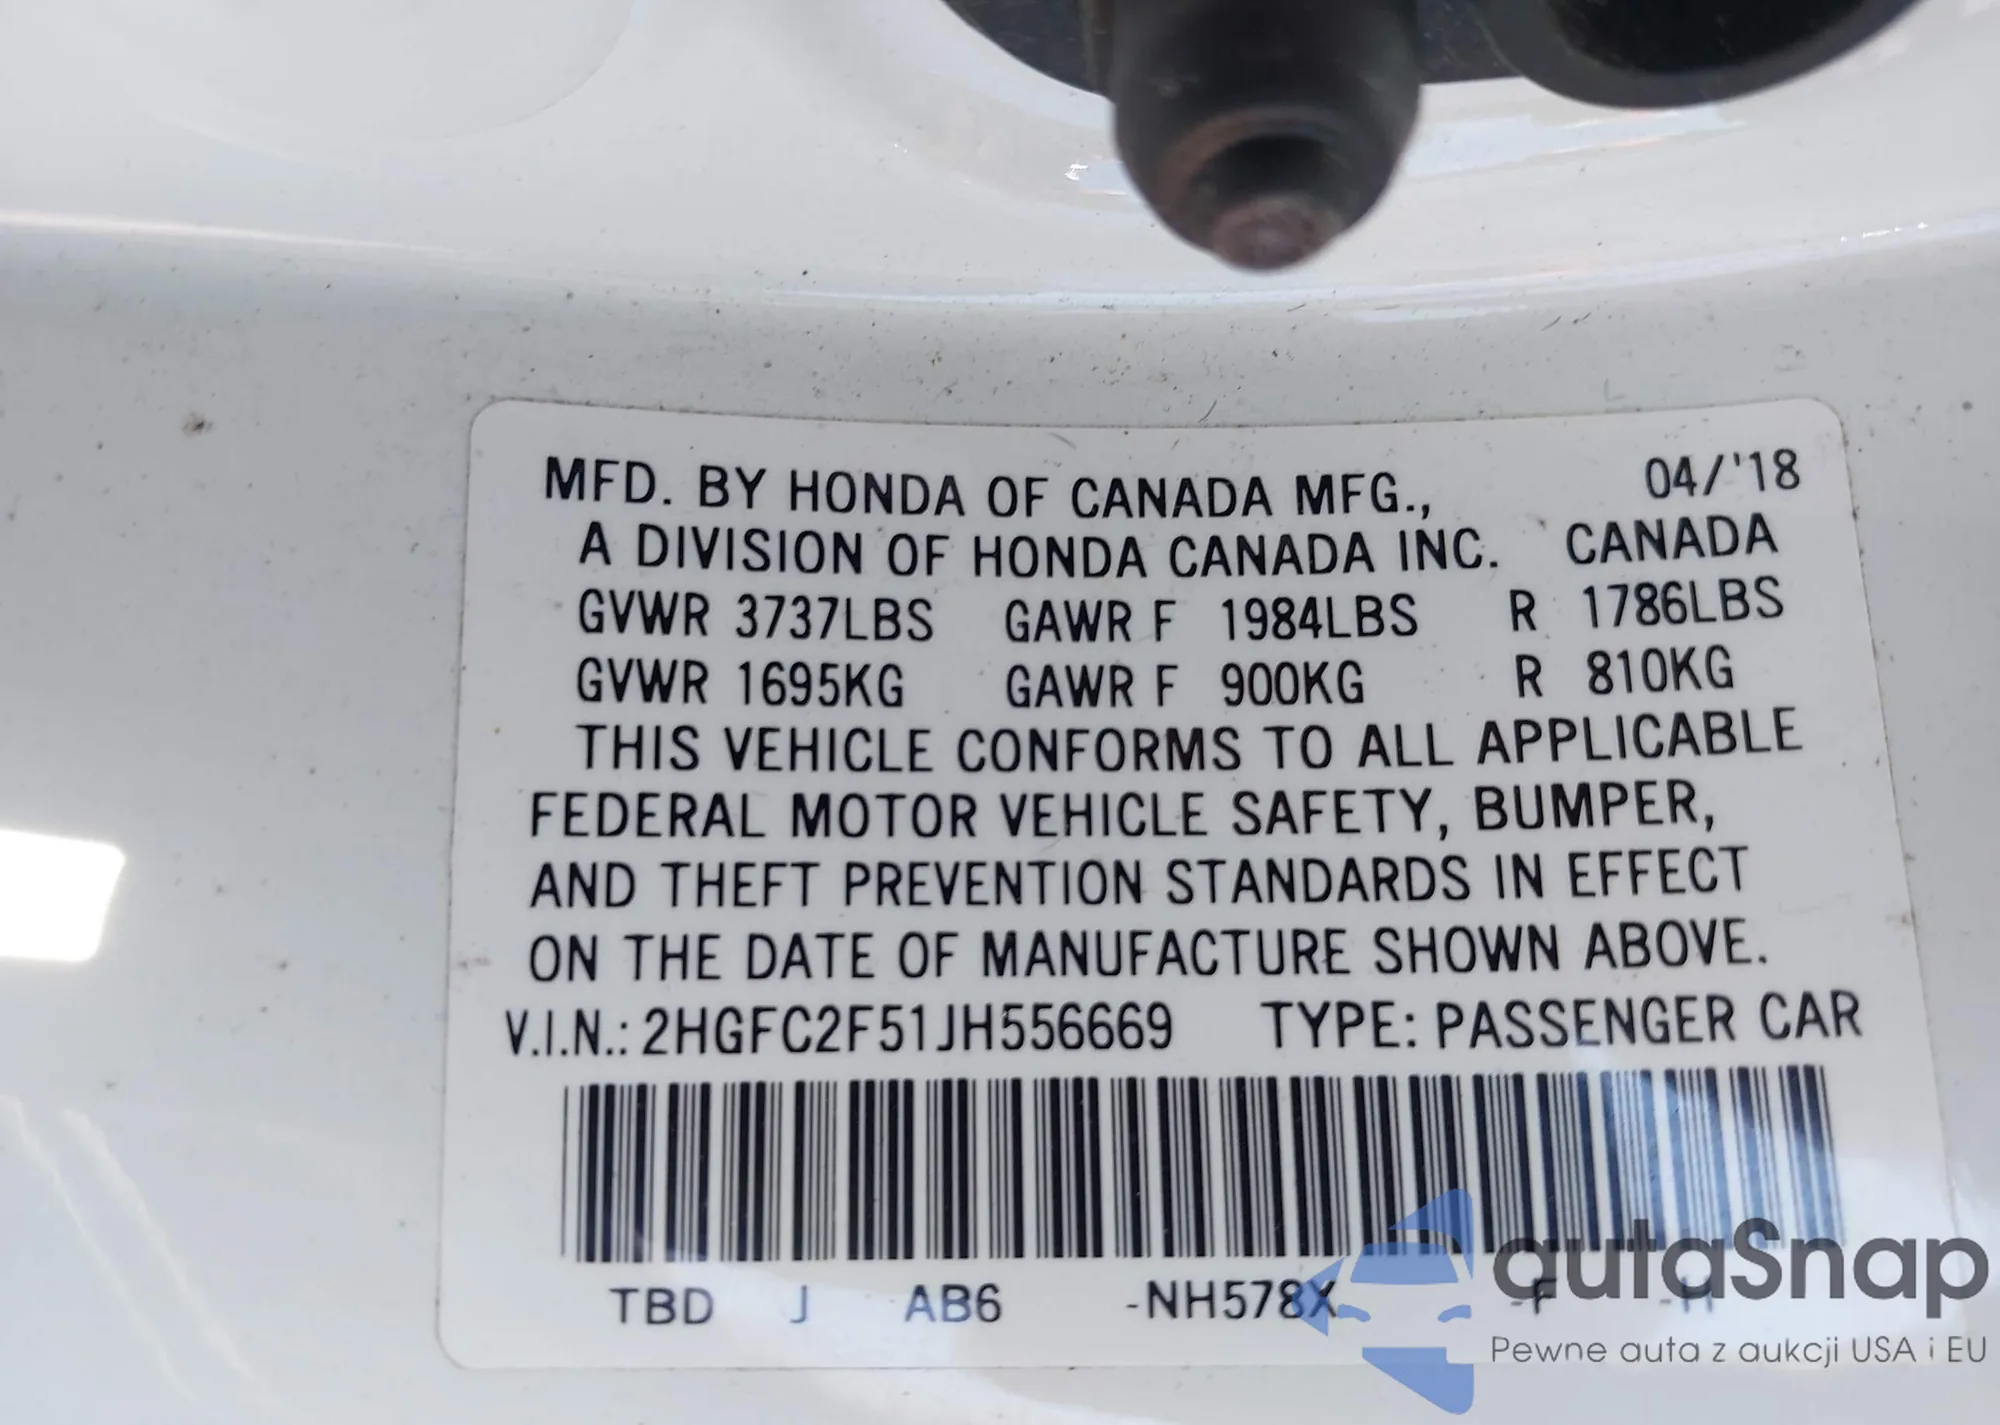 MFD. BY HONDA OF CANADA MFG., 04/'18
A DIVISION OF HONDA CANADA INC. CANADA
GVWR 3737LBS GAWR F 1984LBS R 1786LBS
GVWR 1695KG GAWR F 900KG R 810KG
THIS VEHICLE CONFORMS TO ALL APPLICABLE
FEDERAL MOTOR VEHICLE SAFETY, BUMPER,
AND THEFT PREVENTION STANDARDS IN EFFECT
ON THE DATE OF MANUFACTURE SHOWN ABOVE.
V.I.N.: 2HGFC2F51JH556669 TYPE: PASSENGER CAR
TBD J AB6 -NH578X -F -H
autaSnap
Pewne auta z aukcji USA i EU